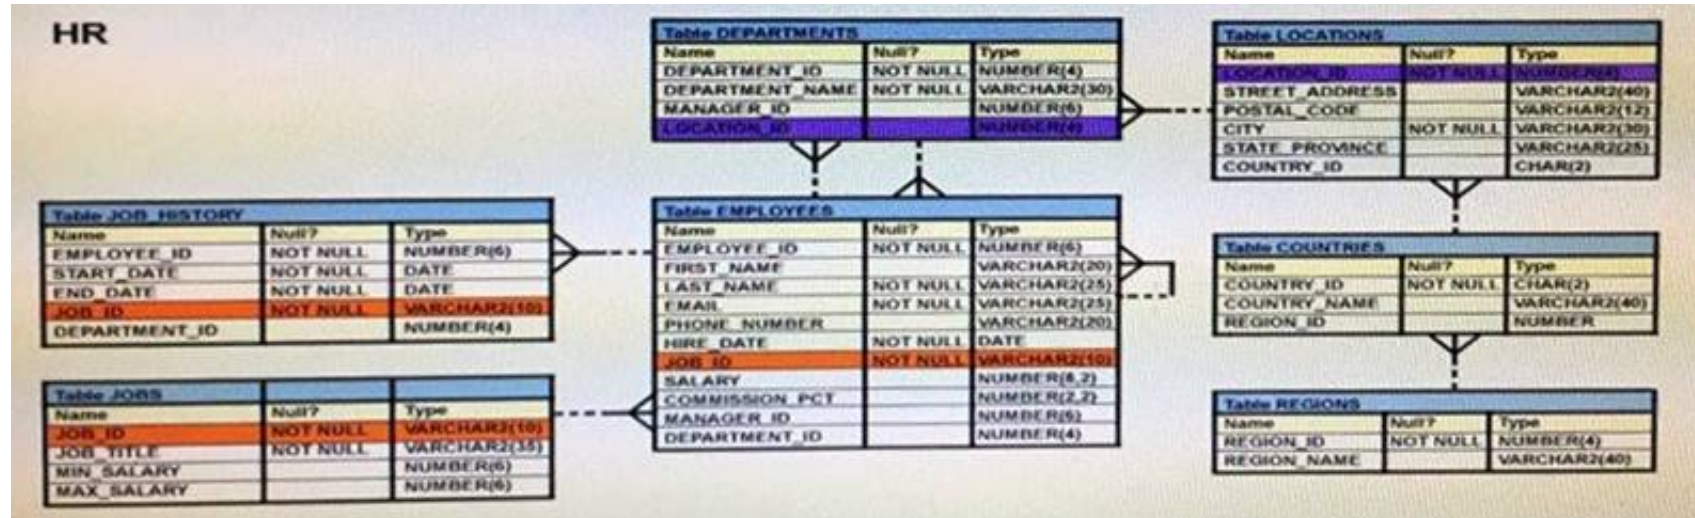 HR
Table DEPARTMENTS
Name Null? Type
DEPARTMENT_ID NOT NULL NUMBER(4)
DEPARTMENT_NAME NOT NULL VARCHAR2(30)
MANAGER_ID NUMBER(6)
LOCATION_ID NUMBER(4)
Table LOCATIONS
Name Null? Type
LOCATION_ID NOT NULL NUMBER(4)
STREET_ADDRESS VARCHAR2(40)
POSTAL_CODE VARCHAR2(12)
CITY NOT NULL VARCHAR2(30)
STATE_PROVINCE VARCHAR2(25)
COUNTRY_ID CHAR(2)
Table JOB_HISTORY
Name Null? Type
EMPLOYEE_ID NOT NULL NUMBER(6)
START_DATE NOT NULL DATE
END_DATE NOT NULL DATE
JOB_ID NOT NULL VARCHAR2(10)
DEPARTMENT_ID NUMBER(4)
Table EMPLOYEES
Name Null? Type
EMPLOYEE_ID NOT NULL NUMBER(6)
FIRST_NAME VARCHAR2(20)
LAST_NAME NOT NULL VARCHAR2(25)
EMAIL NOT NULL VARCHAR2(25)
PHONE_NUMBER VARCHAR2(20)
HIRE_DATE NOT NULL DATE
JOB_ID NOT NULL VARCHAR2(10)
SALARY NUMBER(8,2)
COMMISSION_PCT NUMBER(2,2)
MANAGER_ID NUMBER(6)
DEPARTMENT_ID NUMBER(4)
Table COUNTRIES
Name Null? Type
COUNTRY_ID NOT NULL CHAR(2)
COUNTRY_NAME VARCHAR2(40)
REGION_ID NUMBER
Table JOBS
Name Null? Type
JOB_ID NOT NULL VARCHAR2(10)
JOB_TITLE NOT NULL VARCHAR2(35)
MIN_SALARY NUMBER(6)
MAX_SALARY NUMBER(6)
Table REGIONS
Name Null? Type
REGION_ID NOT NULL NUMBER(4)
REGION_NAME VARCHAR2(40)